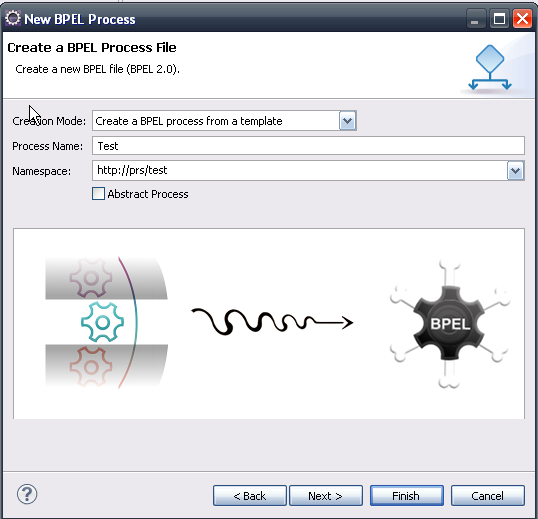 New BPEL Process
Create a BPEL Process File
Create a new BPEL file (BPEL 2.0).
Creation Mode: Create a BPEL process from a template
Process Name: Test
Namespace: http://prs/test
Abstract Process
BPEL
?
< Back Next > Finish Cancel